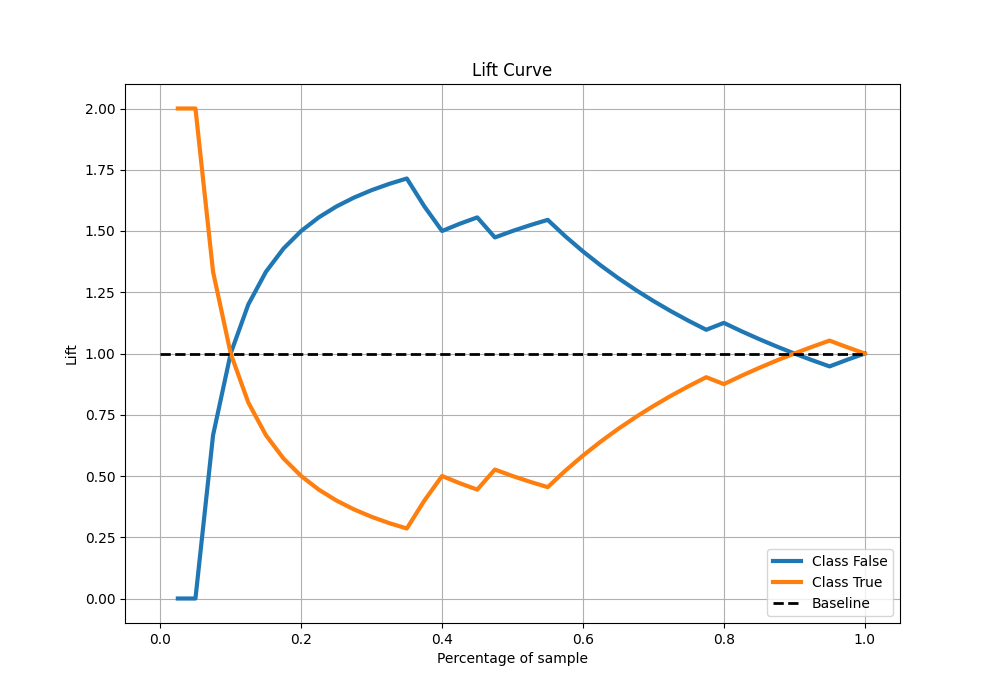 Lift Curve
Lift
2.00
1.75
1.50
1.25
1.00
0.75
0.50
0.25
0.00
0.0 0.2 0.4 0.6 0.8 1.0
Percentage of sample
Class False
Class True
Baseline